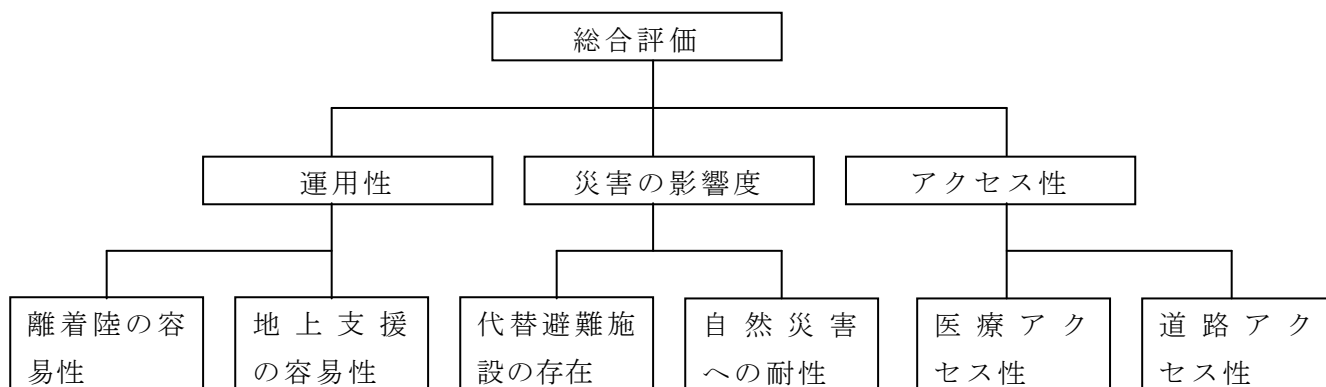 総合評価
運用性
災害の影響度
アクセス性
離着陸の容
易性
地上支援
の容易性
代替避難施
設の存在
自然災害
への耐性
医療アク
セス性
道路アク
セス性